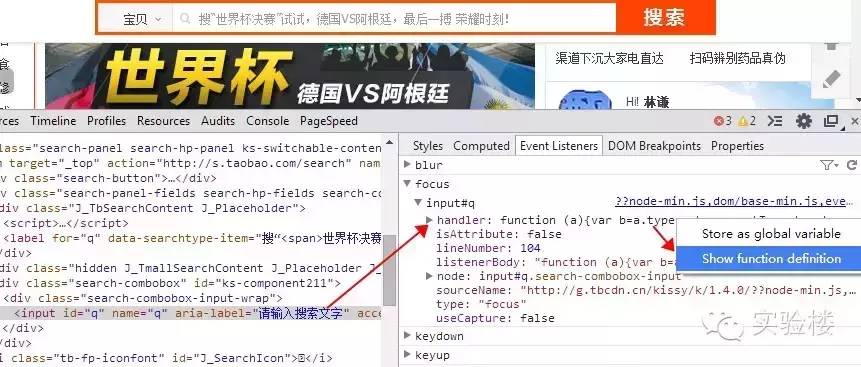 宝贝 搜"世界杯决赛"试试，德国VS阿根廷，最后一搏 荣耀时刻！ 搜索
世界杯 德国VS阿根廷
渠道下沉大家电直达 扫码辨别药品真伪
Hi! 林谦
食
修
rces Timeline Profiles Resources Audits Console PageSpeed 3 2
lass="search-panel search-hp-panel ks-switchable-conten
m target="_top" action="http://s.taobao.com/search" nam
v class="search-button">…</div>
v class="search-panel-fields search-hp-fields search-co
div class="J_TbSearchContent J_Placeholder">
<script>…</script>
<label for="q" data-searchtype-item="搜"<span>世界杯决赛
/div>
div class="hidden J_TmallSearchContent J_Placeholder">
div class="search-combobox" id="ks-component211">
<div class="search-combobox-input-wrap">
<input id="q" name="q" aria-label="请输入搜索文字" acce
</div>
/div>
i class="tb-fp-iconfont" id="J_SearchIcon">⊡</i>
iv>
Styles Computed Event Listeners DOM Breakpoints Properties
blur
focus
input#q ??node-min.js,dom/base-min.js,eve
handler: function (a){var b=a.type
isAttribute: false
lineNumber: 104
listenerBody: "function (a){var b=a
node: input#q.search-combobox-input
sourceName: "http://g.tbcdn.cn/kissy/k/1.4.0/??node-min.js,
type: "focus"
useCapture: false
keydown
keyup
Store as global variable
Show function definition
实验楼